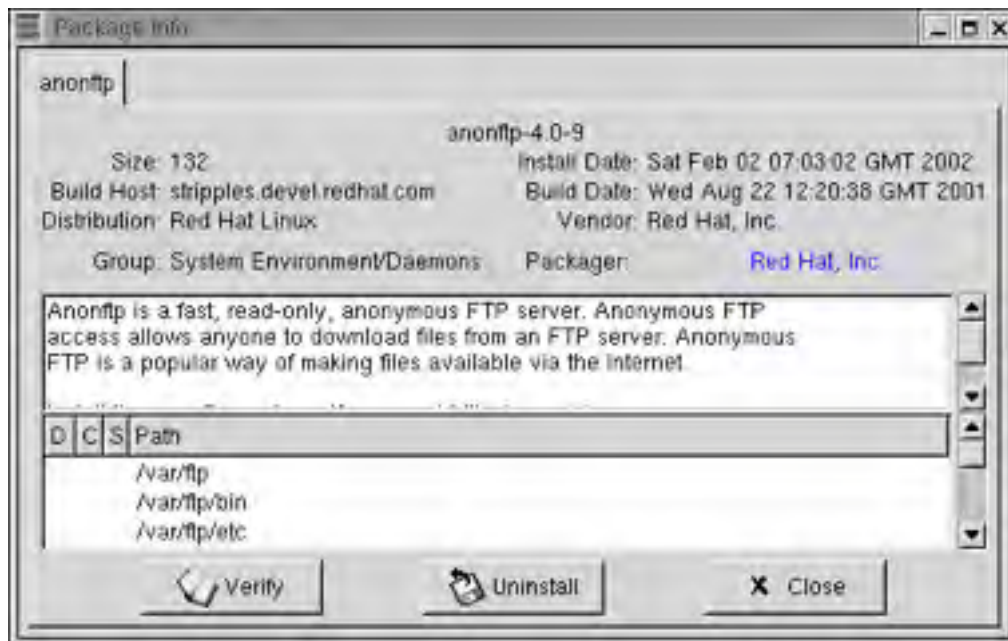 Package Info
anonftp
anonftp-4.0-9
Size: 132 Install Date: Sat Feb 02 07:03:02 GMT 2002
Build Host: stripples.devel.redhat.com Build Date: Wed Aug 22 12:20:38 GMT 2001
Distribution: Red Hat Linux Vendor: Red Hat, Inc.
Group: System Environment/Daemons Packager: Red Hat, Inc
Anonftp is a fast, read-only, anonymous FTP server. Anonymous FTP
access allows anyone to download files from an FTP server. Anonymous
FTP is a popular way of making files available via the Internet.
D C S Path
/var/ftp
/var/ftp/bin
/var/ftp/etc
Verify Uninstall Close